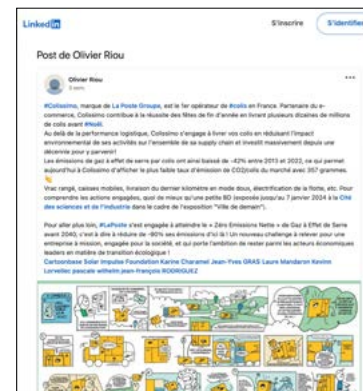 Linked in
S'inscrire
S'identifier
Post de Olivier Riou
Olivier Riou
3 sem.
#Colissimo, marque de La Poste Groupe, est le 1er opérateur de #colis en France. Partenaire du e-
commerce, Colissimo contribue à la réussite des fêtes de fin d'année en livrant plusieurs dizaines de millions
de colis avant #Noël.
Au delà de la performance logistique, Colissimo s'engage à livrer vos colis en réduisant l'impact
environnemental de ses activités sur l'ensemble de sa supply chain et investit massivement depuis une
décennie pour y parvenir !
Les émissions de gaz à effet de serre par colis ont ainsi baissé de -42% entre 2013 et 2022, ce qui permet
aujourd'hui à Colissimo d'afficher le plus faible taux d'émission de CO2/colis du marché avec 357 grammes.
Vrac rangé, caisses mobiles, livraison du dernier kilomètre en mode doux, électrification de la flotte, etc. Pour
comprendre les actions engagées, quoi de mieux qu'une petite BD (exposée jusqu'au 7 janvier 2024 à la Cité
des sciences et de l'industrie dans le cadre de l'exposition "Ville de demain").
Pour aller plus loin, #LaPoste s'est engagée à atteindre le « Zéro Emissions Nette » de Gaz à Effet de Serre
avant 2040, c'est à dire à réduire de -90% ses émissions d'ici là ! Un nouveau challenge à relever pour une
entreprise à mission, engagée pour la société, et qui porte l'ambition de rester parmi les acteurs économiques
leaders en matière de transition écologique !
Cartoonbase Solar Impulse Foundation Karine Charamel Jean-Yves GRAS Laure Mandaron Kevinn
Lorveillec pascale wilhelm jean-françois RODRIGUEZ